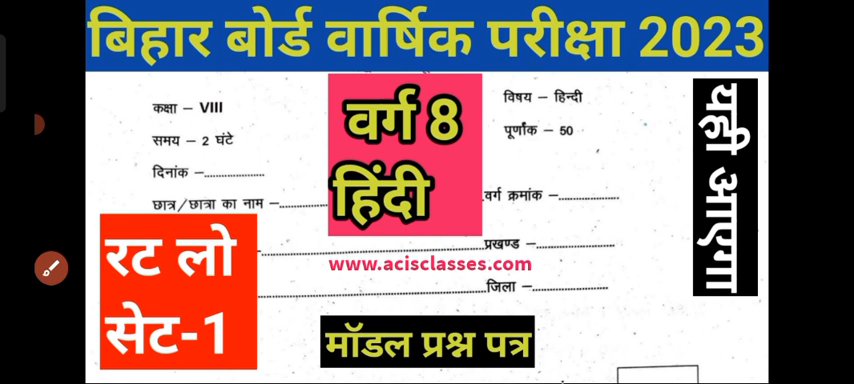 बिहार बोर्ड वार्षिक परीक्षा 2023
कक्षा – VIII
विषय – हिन्दी
समय – 2 घंटे
पूर्णांक – 50
दिनांक –
छात्र/छात्रा का नाम –
वर्ग क्रमांक –
वर्ग 8
हिंदी
यही आएगा
रट लो
सेट-1
प्रखण्ड –
www.acisclasses.com
जिला –
मॉडल प्रश्न पत्र